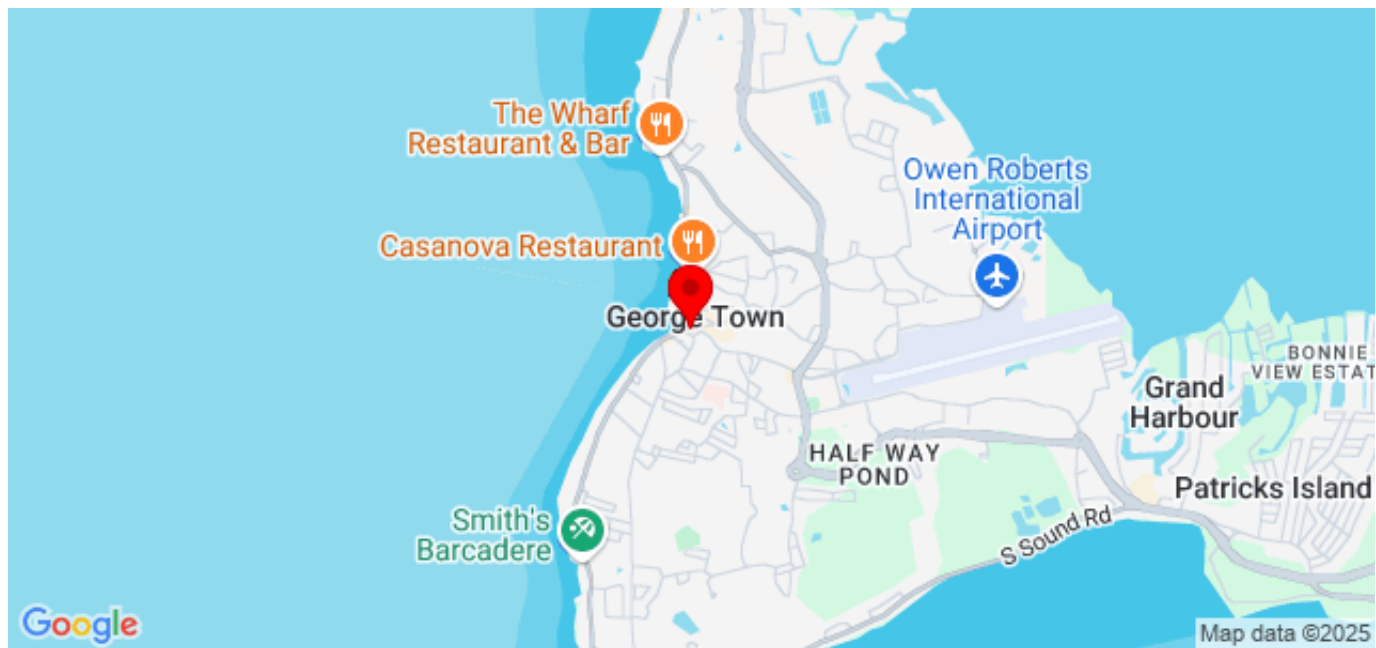 The Wharf
Restaurant & Bar
Owen Roberts
International
Airport
Casanova Restaurant
George Town
BONNIE
VIEW ESTAT
Grand
Harbour
HALF WAY
POND
Patricks Island
Smith's
Barcadere
S Sound Rd
Google
Map data ©2025